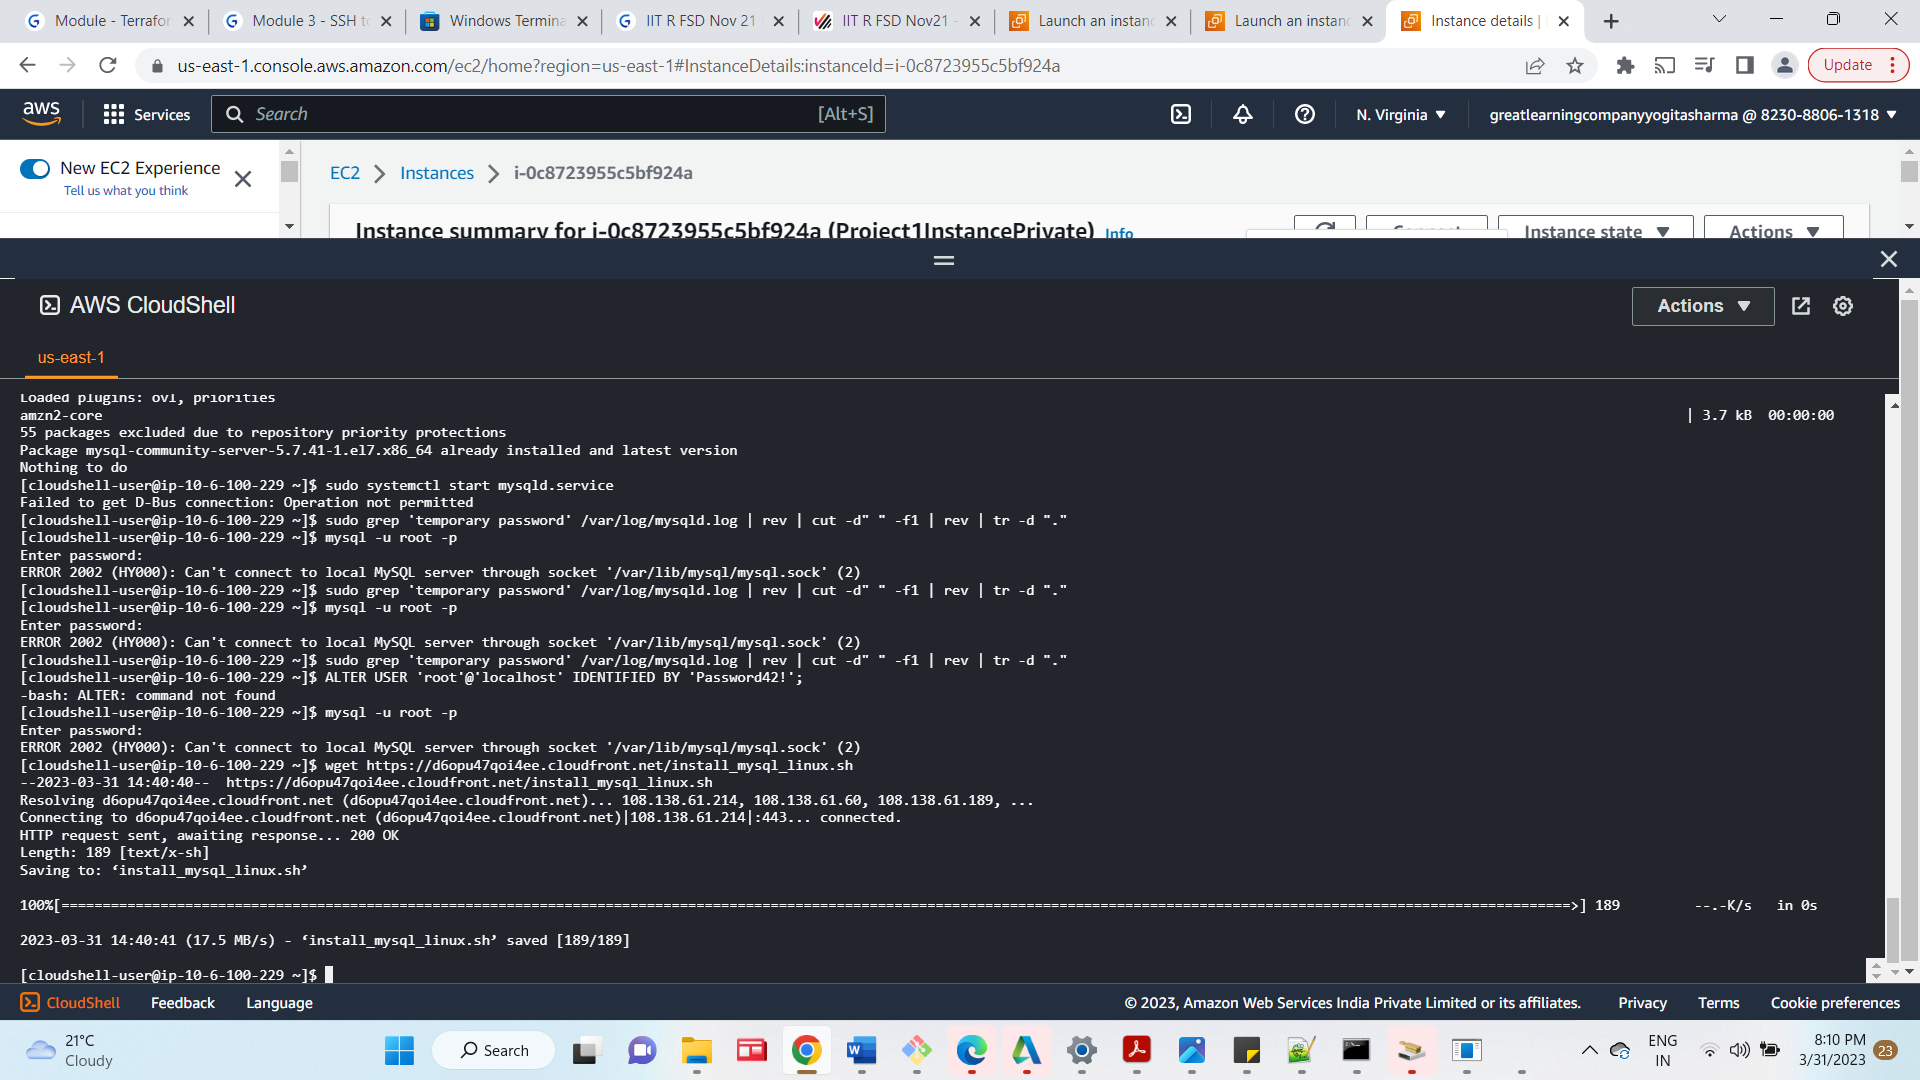 Module - Terrafor
Module 3 - SSH to
Windows Termina
IIT R FSD Nov 21
IIT R FSD Nov21 -
Launch an instanc
Launch an instanc
Instance details |
us-east-1.console.aws.amazon.com/ec2/home?region=us-east-1#InstanceDetails:instanceId=i-0c8723955c5bf924a
Update
aws
Services
Search
[Alt+S]
N. Virginia
greatlearningcompanyyogitasharma @ 8230-8806-1318
New EC2 Experience
Tell us what you think
EC2 > Instances > i-0c8723955c5bf924a
Instance summary for i-0c8723955c5bf924a (Project1InstancePrivate) Info
Connect
Instance state
Actions
AWS CloudShell
Actions
us-east-1
Loaded plugins: ovl, priorities
amzn2-core | 3.7 kB 00:00:00
55 packages excluded due to repository priority protections
Package mysql-community-server-5.7.41-1.el7.x86_64 already installed and latest version
Nothing to do
[cloudshell-user@ip-10-6-100-229 ~]$ sudo systemctl start mysqld.service
Failed to get D-Bus connection: Operation not permitted
[cloudshell-user@ip-10-6-100-229 ~]$ sudo grep 'temporary password' /var/log/mysqld.log | rev | cut -d" " -f1 | rev | tr -d "."
[cloudshell-user@ip-10-6-100-229 ~]$ mysql -u root -p
Enter password:
ERROR 2002 (HY000): Can't connect to local MySQL server through socket '/var/lib/mysql/mysql.sock' (2)
[cloudshell-user@ip-10-6-100-229 ~]$ sudo grep 'temporary password' /var/log/mysqld.log | rev | cut -d" " -f1 | rev | tr -d "."
[cloudshell-user@ip-10-6-100-229 ~]$ mysql -u root -p
Enter password:
ERROR 2002 (HY000): Can't connect to local MySQL server through socket '/var/lib/mysql/mysql.sock' (2)
[cloudshell-user@ip-10-6-100-229 ~]$ sudo grep 'temporary password' /var/log/mysqld.log | rev | cut -d" " -f1 | rev | tr -d "."
[cloudshell-user@ip-10-6-100-229 ~]$ ALTER USER 'root'@'localhost' IDENTIFIED BY 'Password42!';
-bash: ALTER: command not found
[cloudshell-user@ip-10-6-100-229 ~]$ mysql -u root -p
Enter password:
ERROR 2002 (HY000): Can't connect to local MySQL server through socket '/var/lib/mysql/mysql.sock' (2)
[cloudshell-user@ip-10-6-100-229 ~]$ wget https://d6opu47qoi4ee.cloudfront.net/install_mysql_linux.sh
--2023-03-31 14:40:40-- https://d6opu47qoi4ee.cloudfront.net/install_mysql_linux.sh
Resolving d6opu47qoi4ee.cloudfront.net (d6opu47qoi4ee.cloudfront.net)... 108.138.61.214, 108.138.61.60, 108.138.61.189, ...
Connecting to d6opu47qoi4ee.cloudfront.net (d6opu47qoi4ee.cloudfront.net)|108.138.61.214|:443... connected.
HTTP request sent, awaiting response... 200 OK
Length: 189 [text/x-sh]
Saving to: ‘install_mysql_linux.sh’
100%[======================================>] 189 --.-K/s in 0s
2023-03-31 14:40:41 (17.5 MB/s) - ‘install_mysql_linux.sh’ saved [189/189]
[cloudshell-user@ip-10-6-100-229 ~]$
CloudShell
Feedback
Language
© 2023, Amazon Web Services India Private Limited or its affiliates.
Privacy
Terms
Cookie preferences
21°C
Cloudy
Search
ENG
IN
8:10 PM
3/31/2023
23